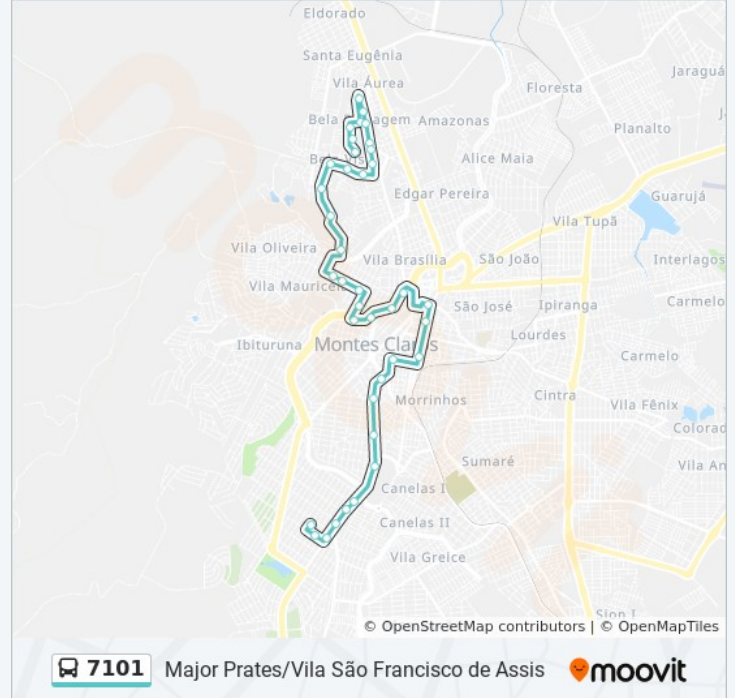 Eldorado
Santa Eugênia
Vila Áurea
Jaraguá
Floresta
Bela
agem
Amazonas
Planalto
Alice Maia
Edgar Pereira
Guarujá
Vila Tupã
Vila Oliveira
Vila Brasília
São João
Interlagos
Vila Mauricé
Carmelo
São José
Ipiranga
Lourdes
Ibituruna
Montes Claros
Carmelo
Cintra
Morrinhos
Vila Fênix
Colorad
Sumaré
Vila An
Canelas I
Canelas II
Vila Greice
Sion I
© OpenStreetMap contributors | © OpenMapTiles
7101 Major Prates/Vila São Francisco de Assis
moovit